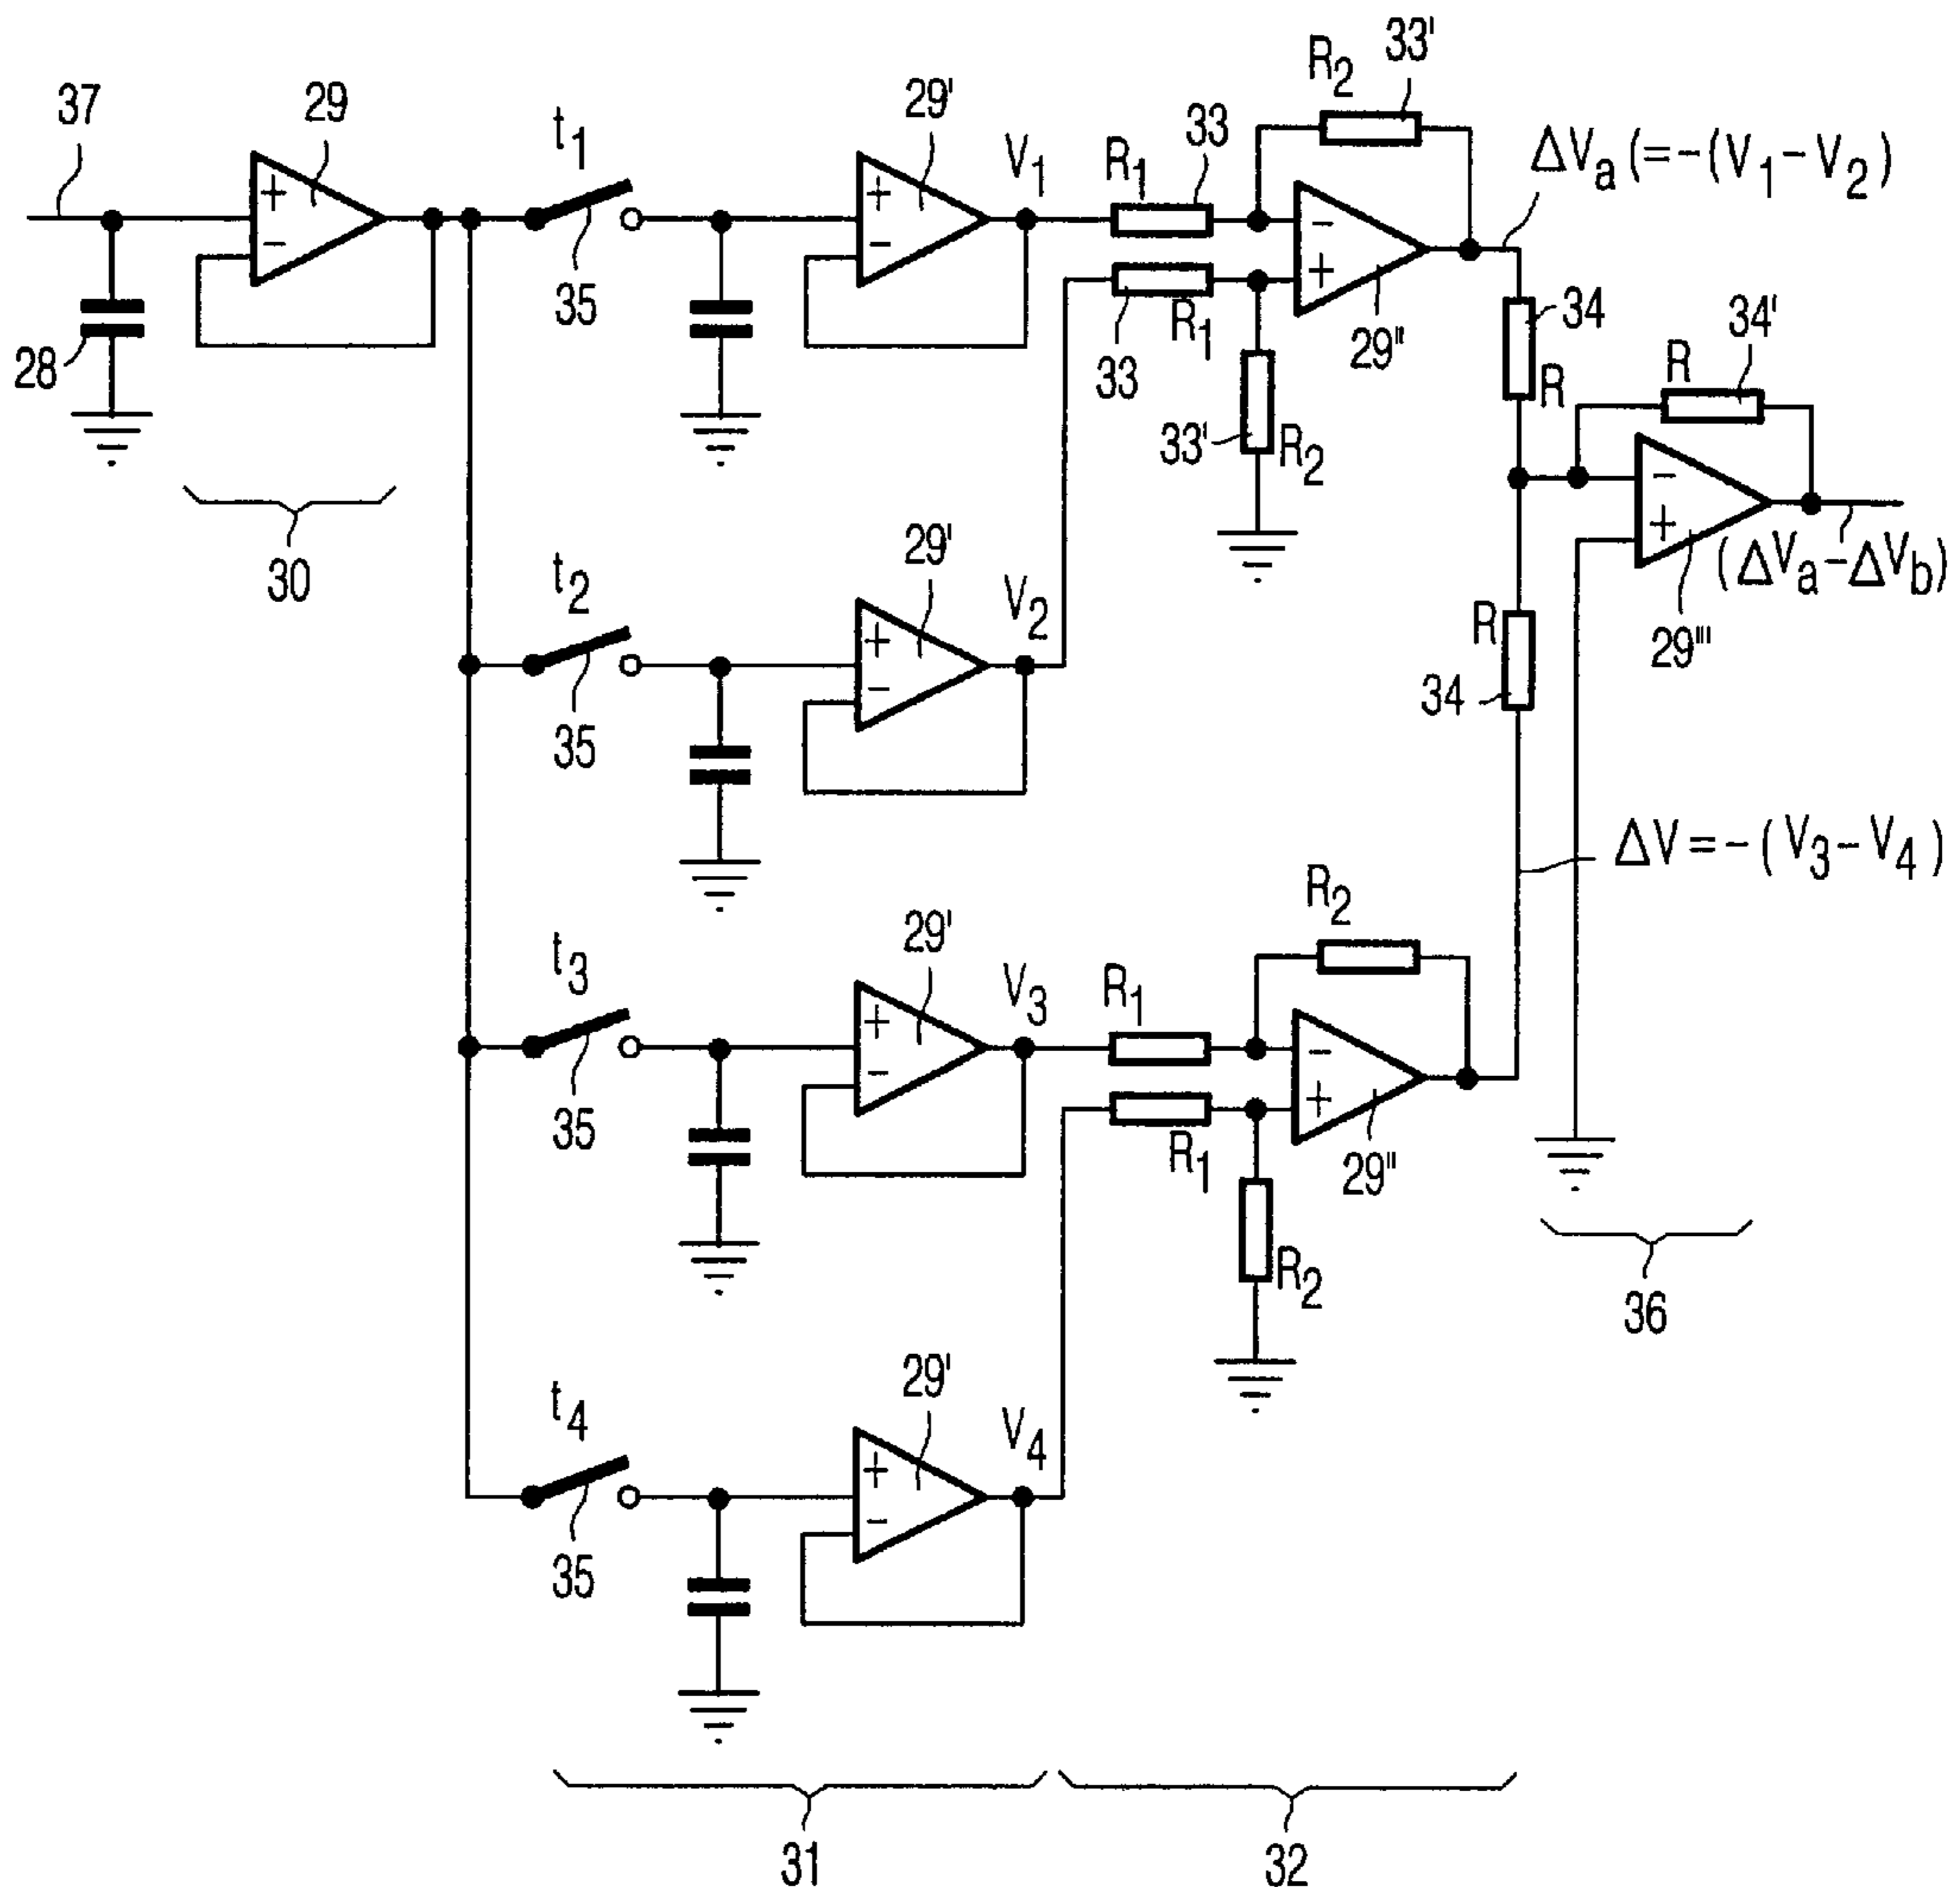 37
29
t1
29'
V1
R1
33
R2
33'
ΔVa (=-(V1-V2)
+
-
+
-
-
+
35
28
33
R1
29"
34
R
R
34'
33'
R2
-
+
30
t2
29'
V2
(ΔVa-ΔVb)
+
-
R
34
29'''
35
ΔV=-(V3-V4)
t3
29'
V3
R1
R2
+
-
-
+
35
R1
29"
R2
36
t4
29'
V4
+
-
35
31
32